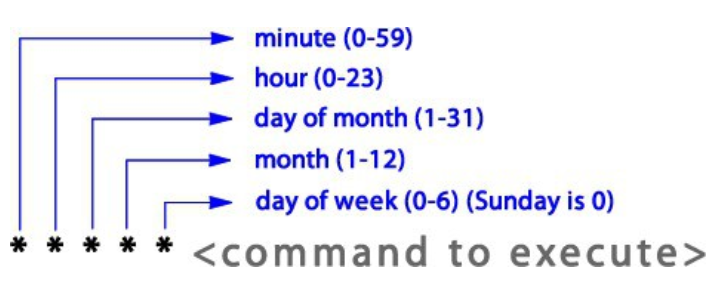 minute (0-59)
hour (0-23)
day of month (1-31)
month (1-12)
day of week (0-6) (Sunday is 0)
* * * * * <command to execute>